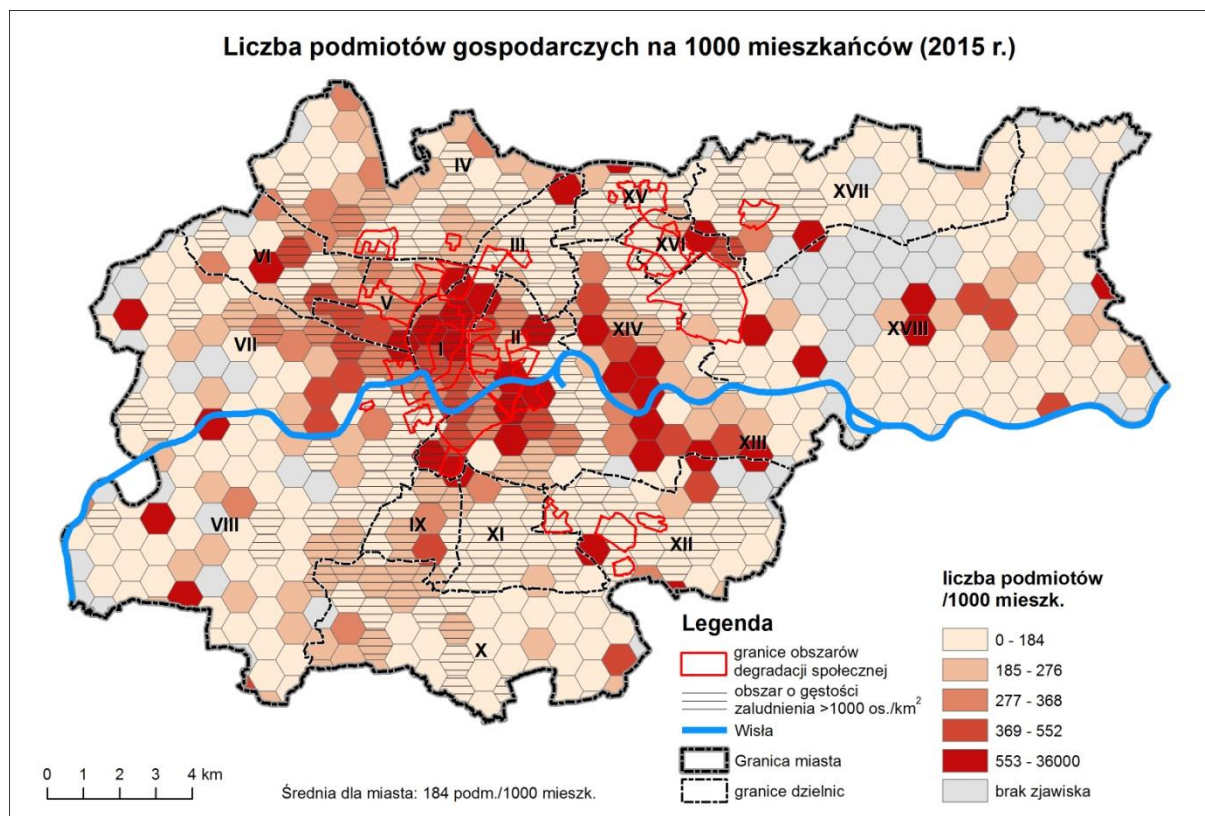 Liczba podmiotów gospodarczych na 1000 mieszkańców (2015 r.)
IV
XVII
XV
III
XVI
VI
V
II
XIV
XVIII
VII
I
XIII
VIII
IX
XI
XII
X
Legenda
granice obszarów
degradacji społecznej
obszar o gęstości
zaludnienia >1000 os./km²
Wisła
Granica miasta
granice dzielnic
liczba podmiotów
/1000 mieszk.
0 - 184
185 - 276
277 - 368
369 - 552
553 - 36000
brak zjawiska
0 1 2 4 km
Średnia dla miasta: 184 podm./1000 mieszk.